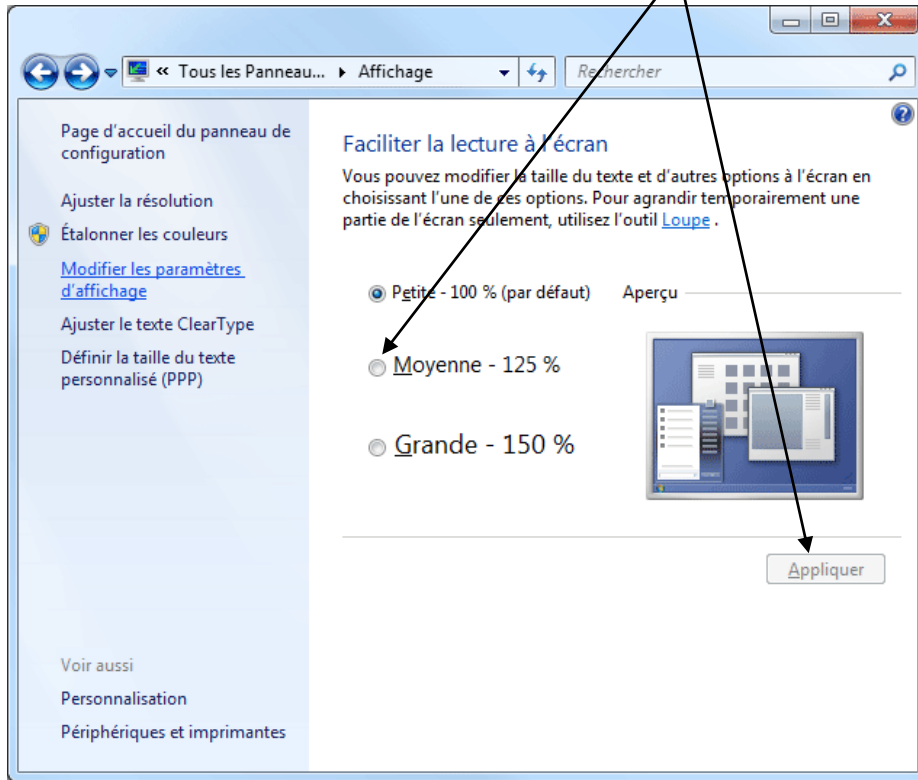 « Tous les Panneau... ▸ Affichage
Rechercher
Page d'accueil du panneau de
configuration
Ajuster la résolution
Étalonner les couleurs
Modifier les paramètres
d'affichage
Ajuster le texte ClearType
Définir la taille du texte
personnalisé (PPP)
Voir aussi
Personnalisation
Périphériques et imprimantes
Faciliter la lecture à l'écran
Vous pouvez modifier la taille du texte et d'autres options à l'écran en
choisissant l'une de ces options. Pour agrandir temporairement une
partie de l'écran seulement, utilisez l'outil Loupe .
Petite - 100 % (par défaut)
Aperçu
Moyenne - 125 %
Grande - 150 %
Appliquer